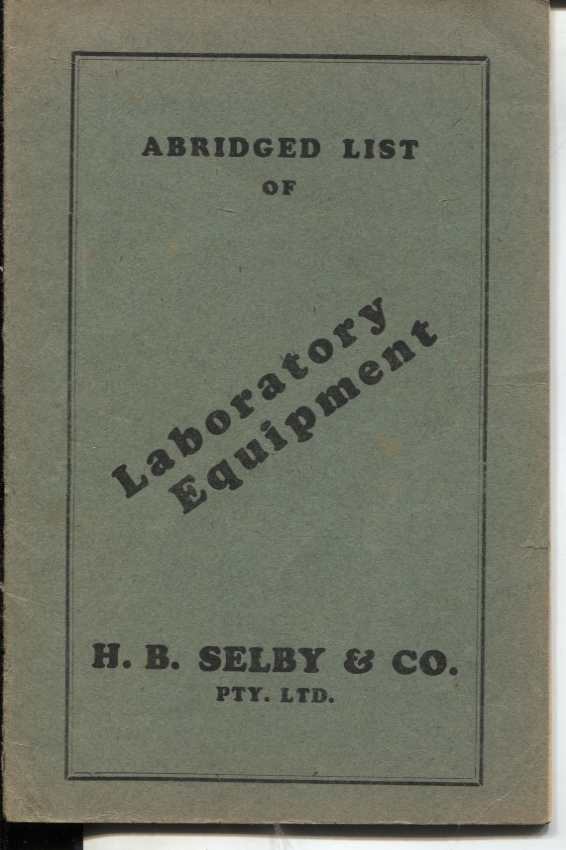 ABRIDGED LIST
OF
Laboratory
Equipment
H. B. SELBY & CO.
PTY. LTD.